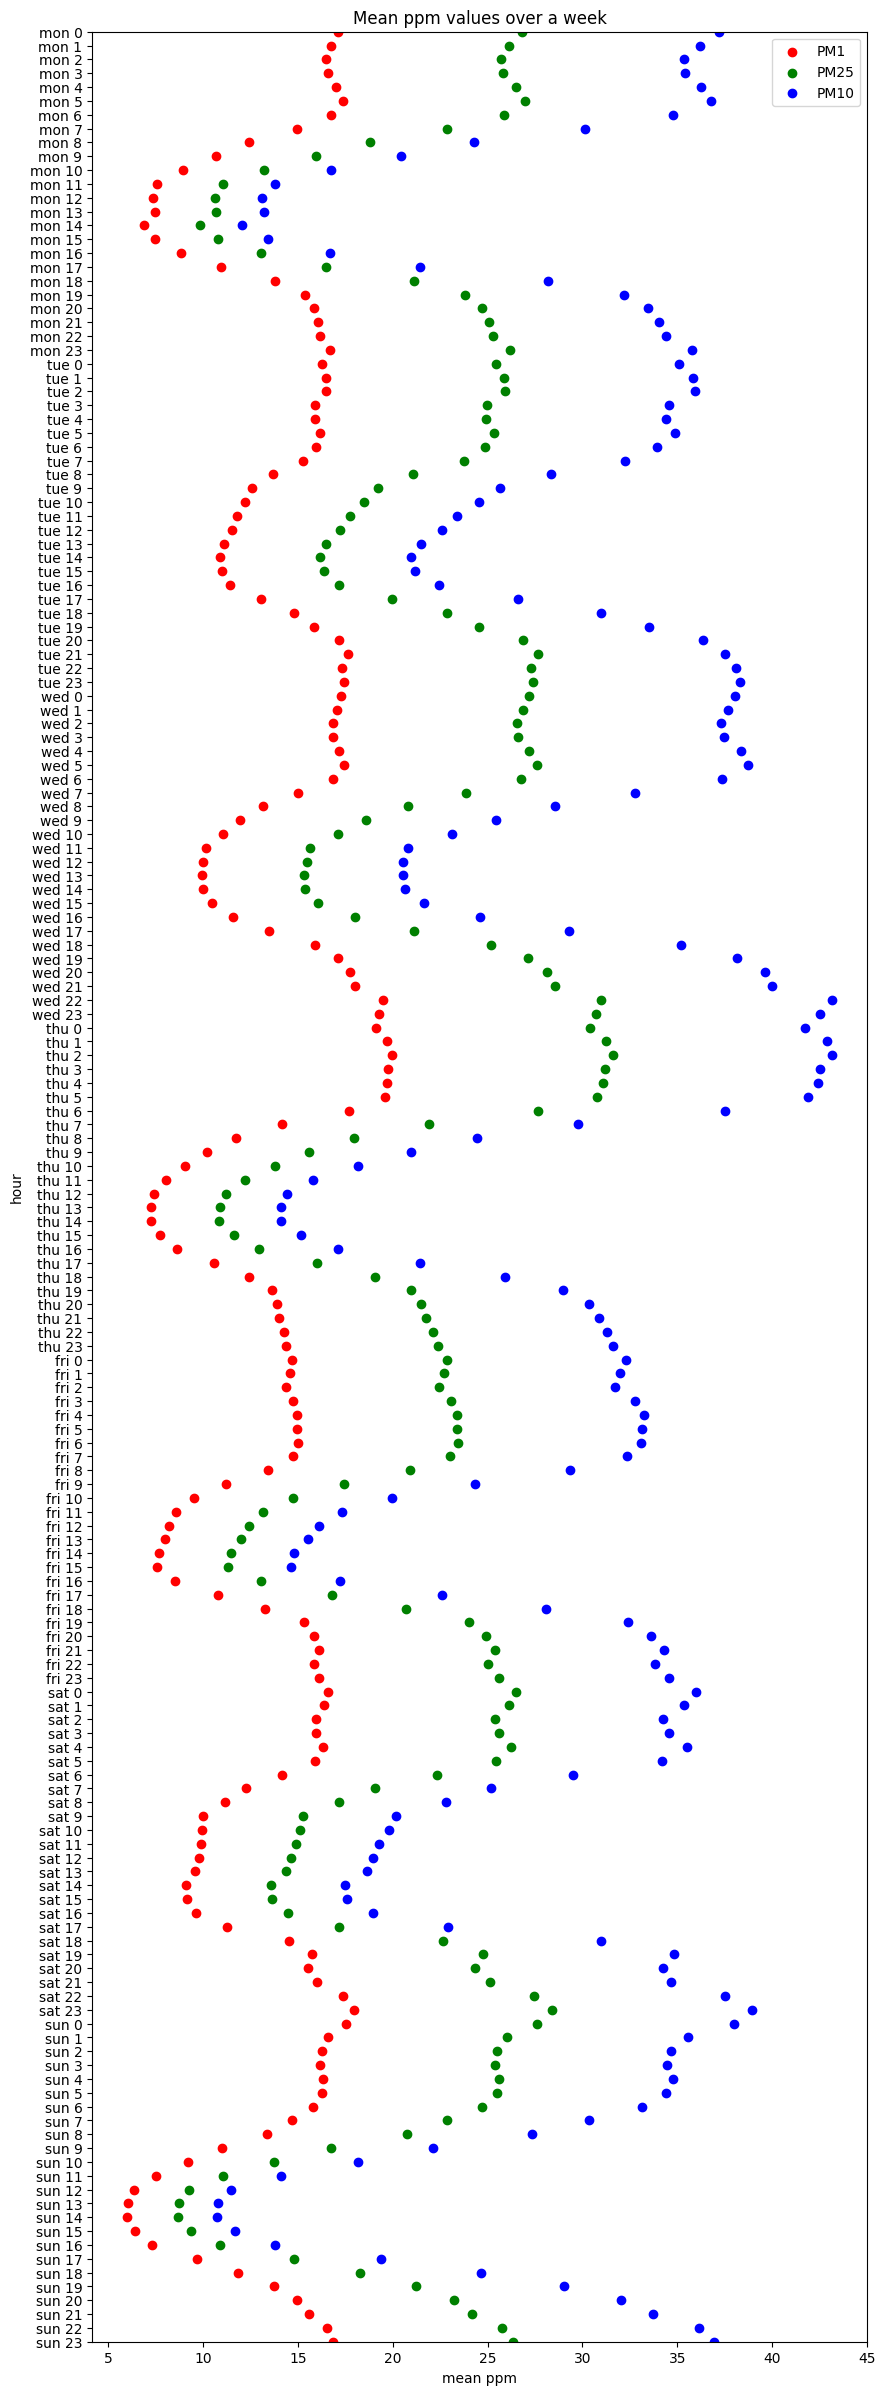 Mean ppm values over a week
PM1
PM25
PM10
mon 0
mon 1
mon 2
mon 3
mon 4
mon 5
mon 6
mon 7
mon 8
mon 9
mon 10
mon 11
mon 12
mon 13
mon 14
mon 15
mon 16
mon 17
mon 18
mon 19
mon 20
mon 21
mon 22
mon 23
tue 0
tue 1
tue 2
tue 3
tue 4
tue 5
tue 6
tue 7
tue 8
tue 9
tue 10
tue 11
tue 12
tue 13
tue 14
tue 15
tue 16
tue 17
tue 18
tue 19
tue 20
tue 21
tue 22
tue 23
wed 0
wed 1
wed 2
wed 3
wed 4
wed 5
wed 6
wed 7
wed 8
wed 9
wed 10
wed 11
wed 12
wed 13
wed 14
wed 15
wed 16
wed 17
wed 18
wed 19
wed 20
wed 21
wed 22
wed 23
thu 0
thu 1
thu 2
thu 3
thu 4
thu 5
thu 6
thu 7
thu 8
thu 9
thu 10
thu 11
thu 12
thu 13
thu 14
thu 15
thu 16
thu 17
thu 18
thu 19
thu 20
thu 21
thu 22
thu 23
fri 0
fri 1
fri 2
fri 3
fri 4
fri 5
fri 6
fri 7
fri 8
fri 9
fri 10
fri 11
fri 12
fri 13
fri 14
fri 15
fri 16
fri 17
fri 18
fri 19
fri 20
fri 21
fri 22
fri 23
sat 0
sat 1
sat 2
sat 3
sat 4
sat 5
sat 6
sat 7
sat 8
sat 9
sat 10
sat 11
sat 12
sat 13
sat 14
sat 15
sat 16
sat 17
sat 18
sat 19
sat 20
sat 21
sat 22
sat 23
sun 0
sun 1
sun 2
sun 3
sun 4
sun 5
sun 6
sun 7
sun 8
sun 9
sun 10
sun 11
sun 12
sun 13
sun 14
sun 15
sun 16
sun 17
sun 18
sun 19
sun 20
sun 21
sun 22
sun 23
hour
5 10 15 20 25 30 35 40 45
mean ppm